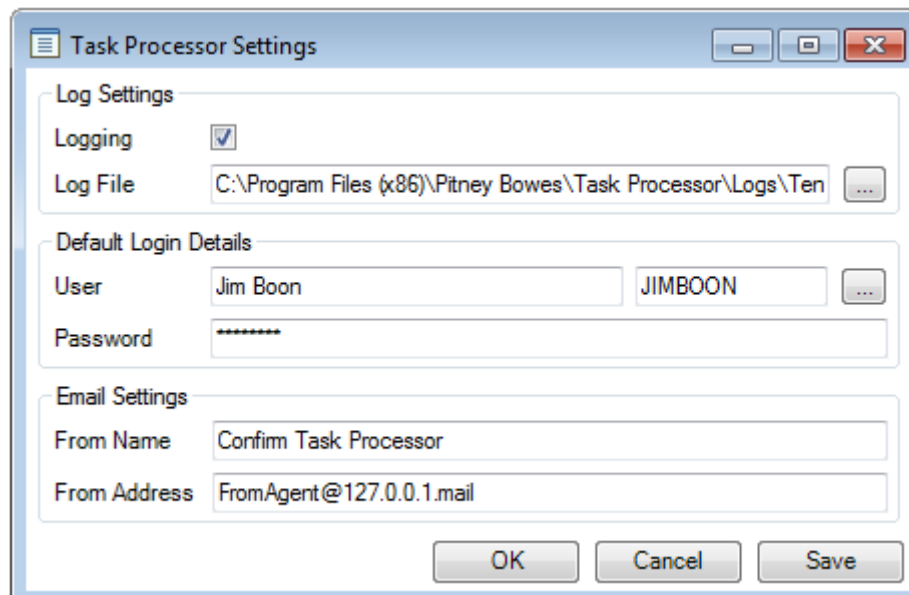 Task Processor Settings
Log Settings
Logging
Log File C:\Program Files (x86)\Pitney Bowes\Task Processor\Logs\Ten ...
Default Login Details
User Jim Boon JIMBOON ...
Password ********
Email Settings
From Name Confirm Task Processor
From Address FromAgent@127.0.0.1.mail
OK Cancel Save